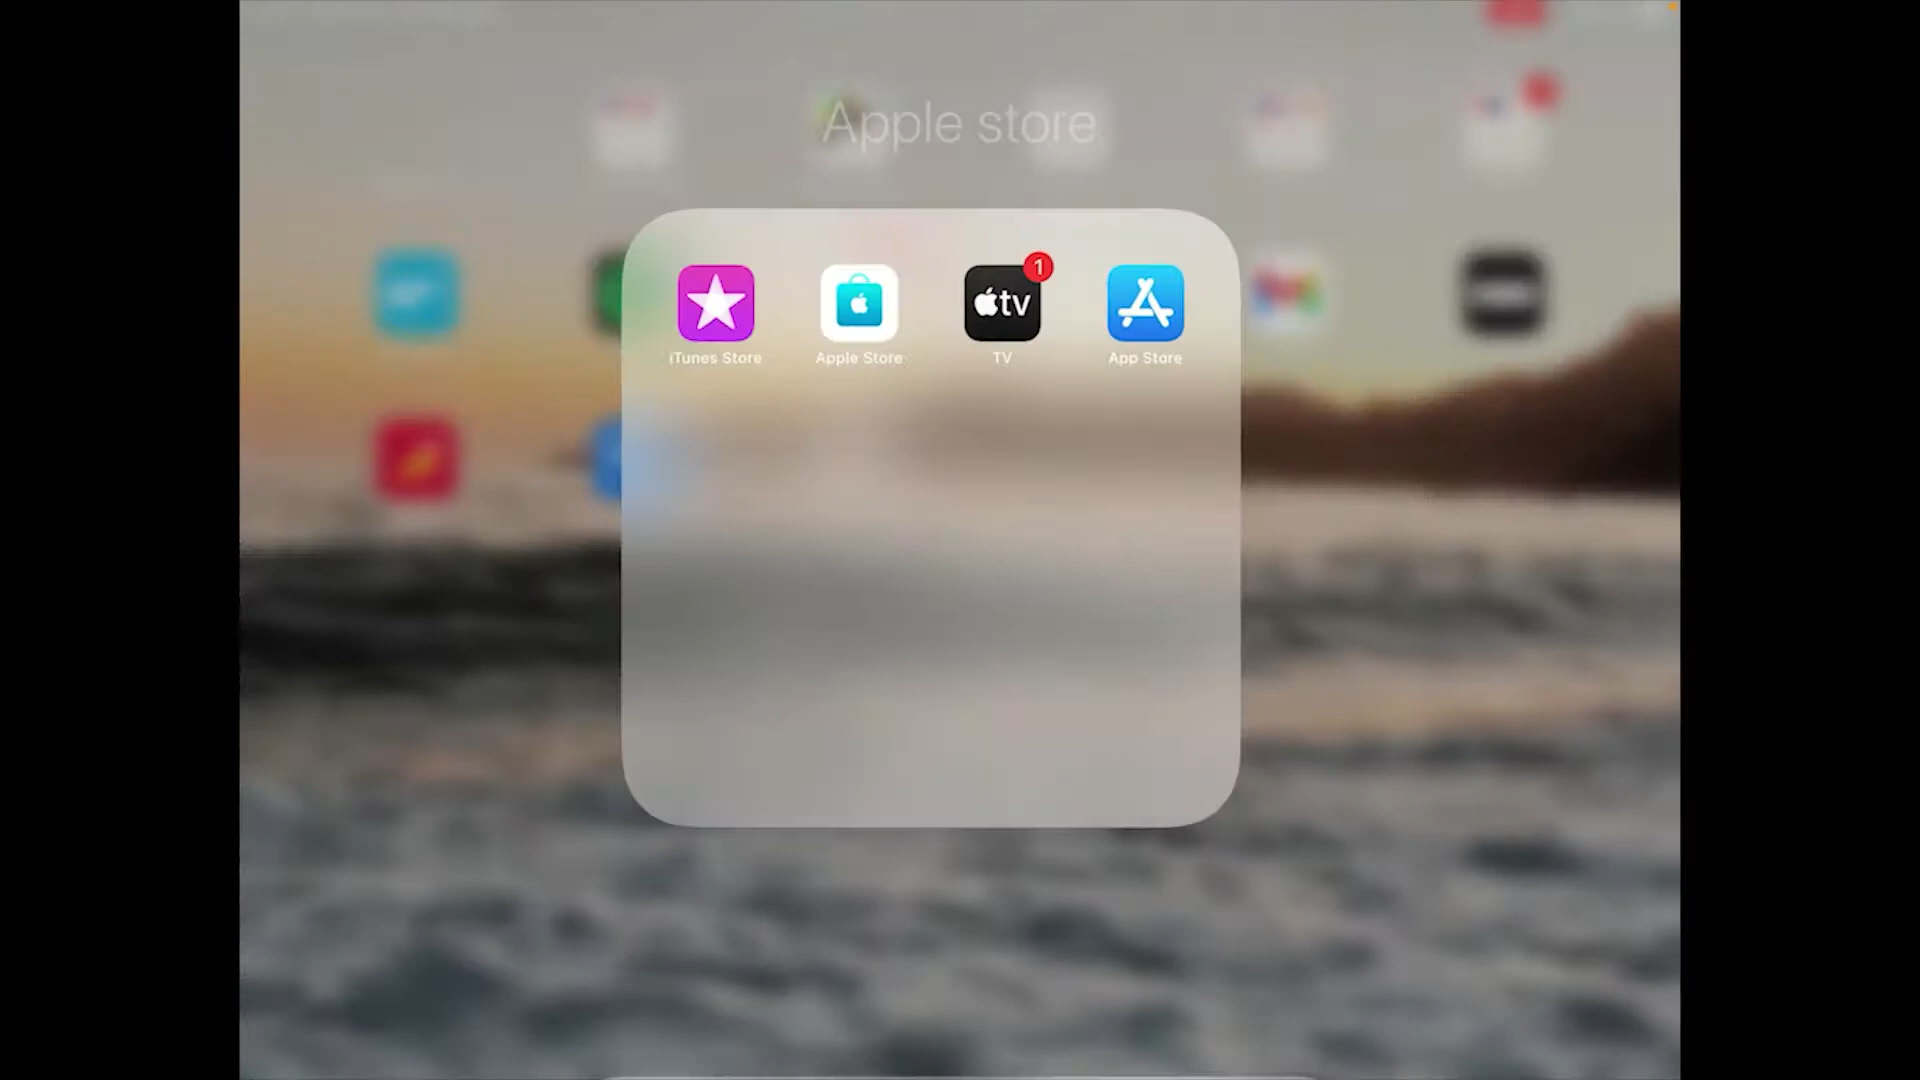 Apple store
1
tv
iTunes Store
Apple Store
TV
App Store